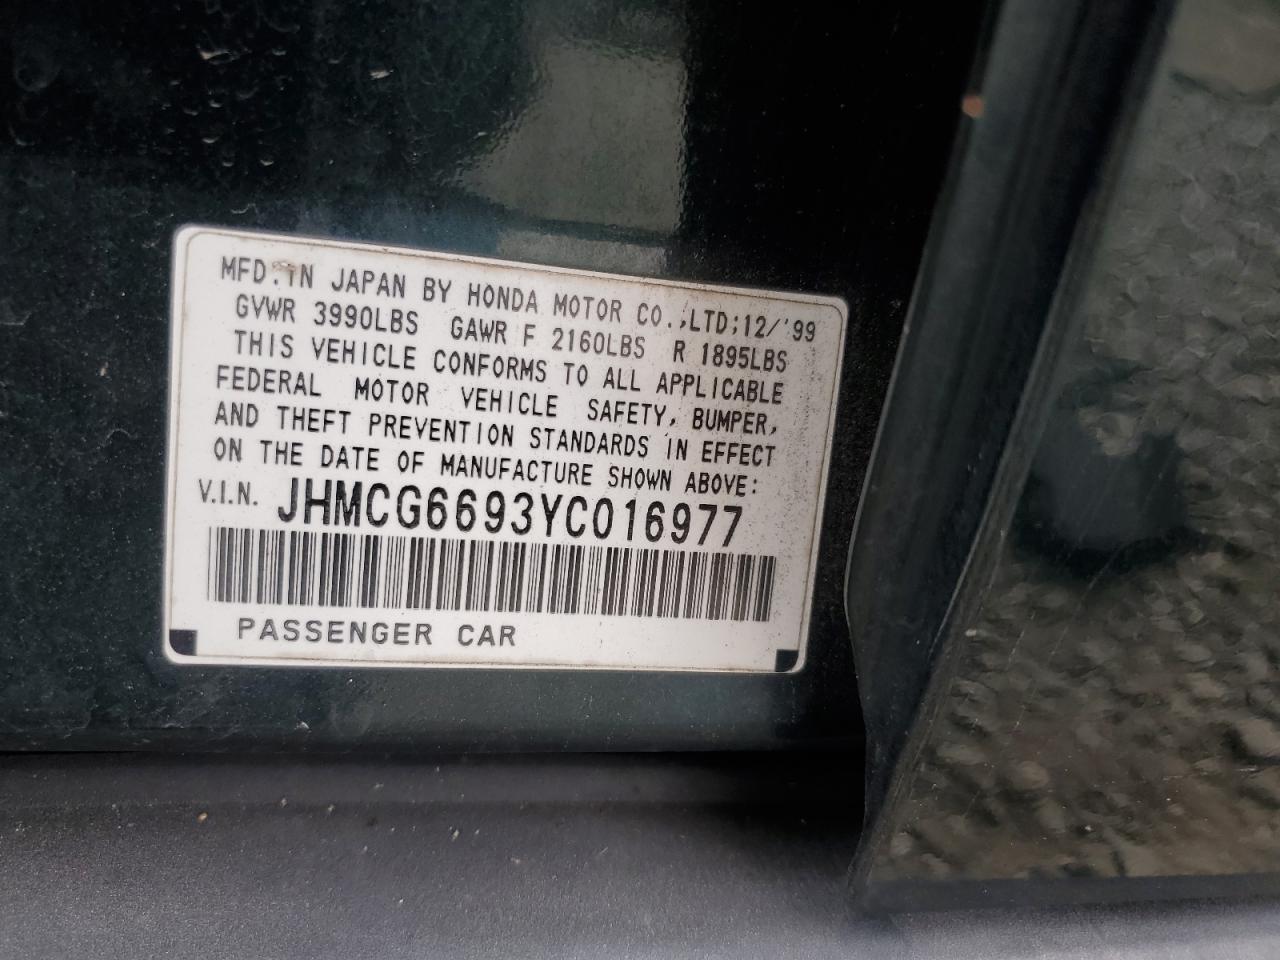 MFD.IN JAPAN BY HONDA MOTOR CO.,LTD;12/'99
GVWR 3990LBS GAWR F 2160LBS R 1895LBS
THIS VEHICLE CONFORMS TO ALL APPLICABLE
FEDERAL MOTOR VEHICLE SAFETY, BUMPER,
AND THEFT PREVENTION STANDARDS IN EFFECT
ON THE DATE OF MANUFACTURE SHOWN ABOVE:
V.I.N. JHMCG6693YC016977
PASSENGER CAR